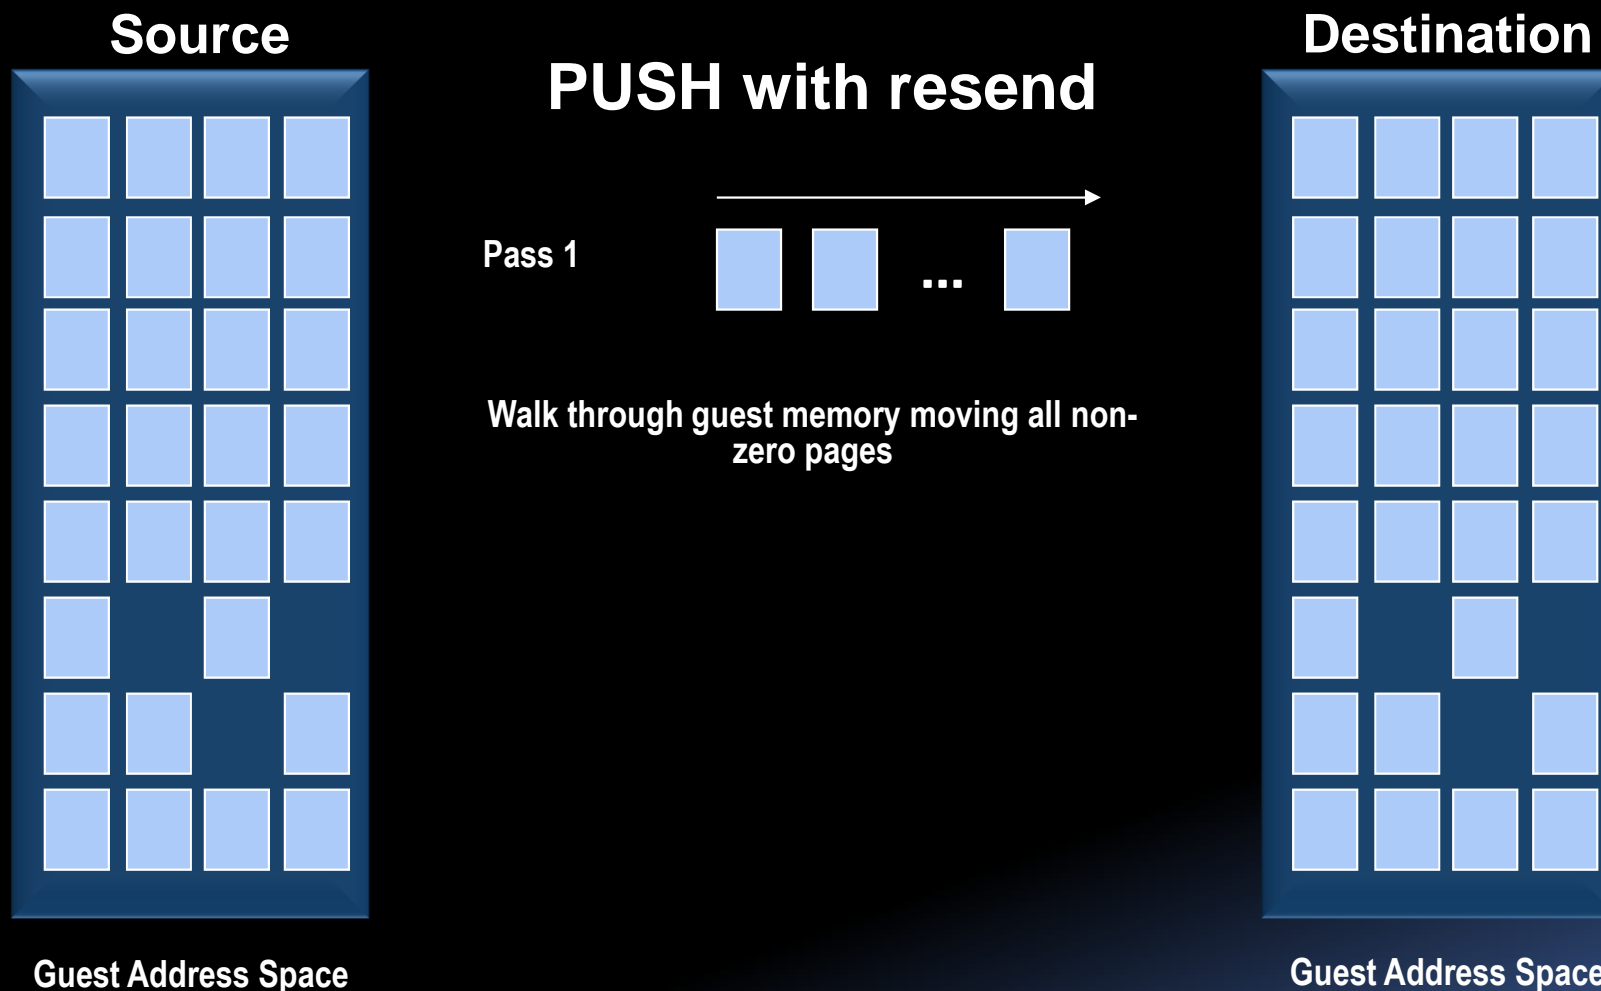 Source
Destination
PUSH with resend
Pass 1
...
Walk through guest memory moving all non-
zero pages
Guest Address Space
Guest Address Space